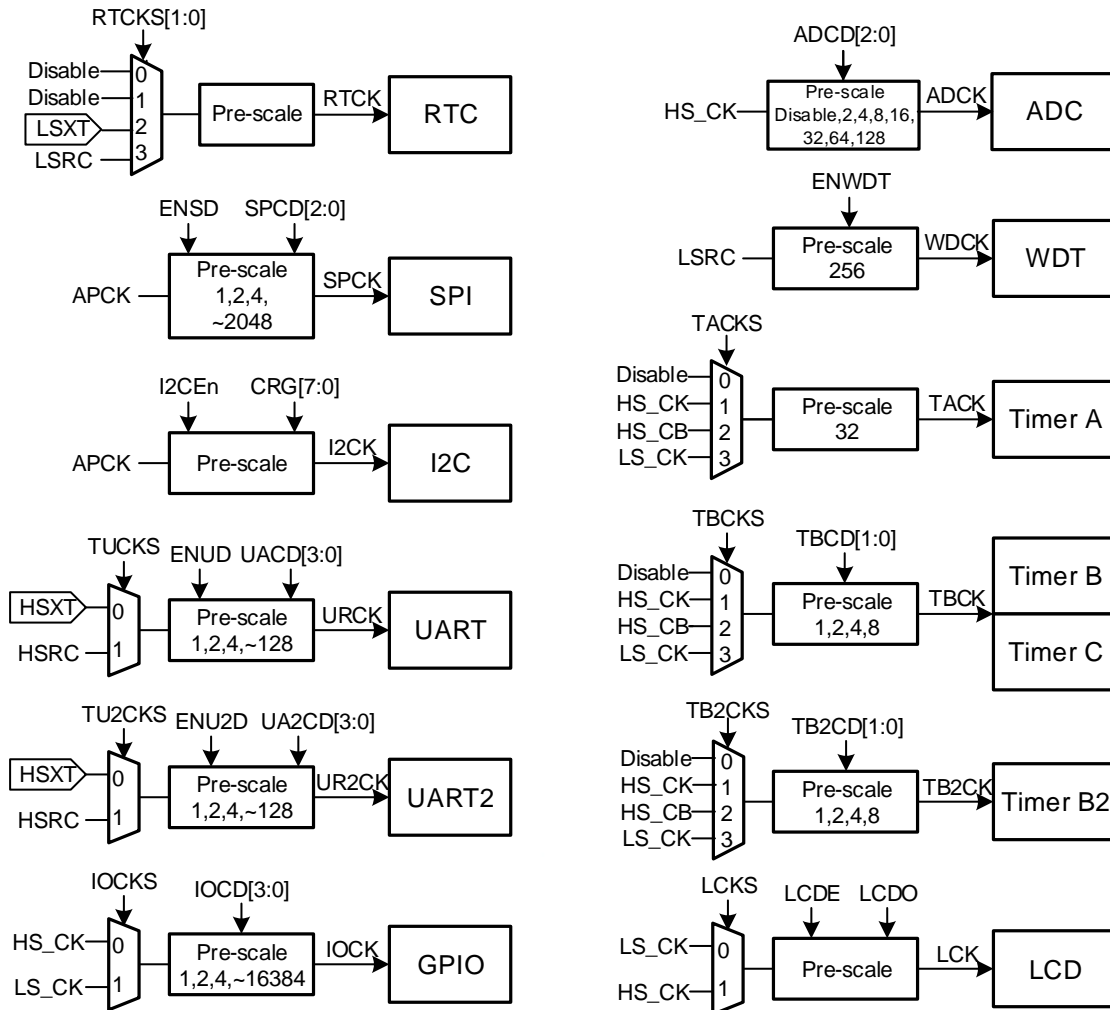 RTCKS[1:0]
Disable
Disable
LSXT
LSRC
0
1
2
3
Pre-scale
RTCK
RTC
ENSD
SPCD[2:0]
APCK
Pre-scale
1,2,4,
~2048
SPCK
SPI
I2CEn
CRG[7:0]
APCK
Pre-scale
I2CK
I2C
TUCKS
ENUD
UACD[3:0]
HSXT
HSRC
0
1
Pre-scale
1,2,4,~128
URCK
UART
TU2CKS
ENU2D
UA2CD[3:0]
HSXT
HSRC
0
1
Pre-scale
1,2,4,~128
UR2CK
UART2
IOCKS
IOCD[3:0]
HS_CK
LS_CK
0
1
Pre-scale
1,2,4,~16384
IOCK
GPIO
ADCD[2:0]
HS_CK
Pre-scale
Disable,2,4,8,16,
32,64,128
ADCK
ADC
ENWDT
LSRC
Pre-scale
256
WDCK
WDT
TACKS
Disable
HS_CK
HS_CB
LS_CK
0
1
2
3
Pre-scale
32
TACK
Timer A
TBCKS
TBCD[1:0]
Disable
HS_CK
HS_CB
LS_CK
0
1
2
3
Pre-scale
1,2,4,8
TBCK
Timer B
Timer C
TB2CKS
TB2CD[1:0]
Disable
HS_CK
HS_CB
LS_CK
0
1
2
3
Pre-scale
1,2,4,8
TB2CK
Timer B2
LCKS
LCDE
LCDO
LS_CK
HS_CK
0
1
Pre-scale
LCK
LCD